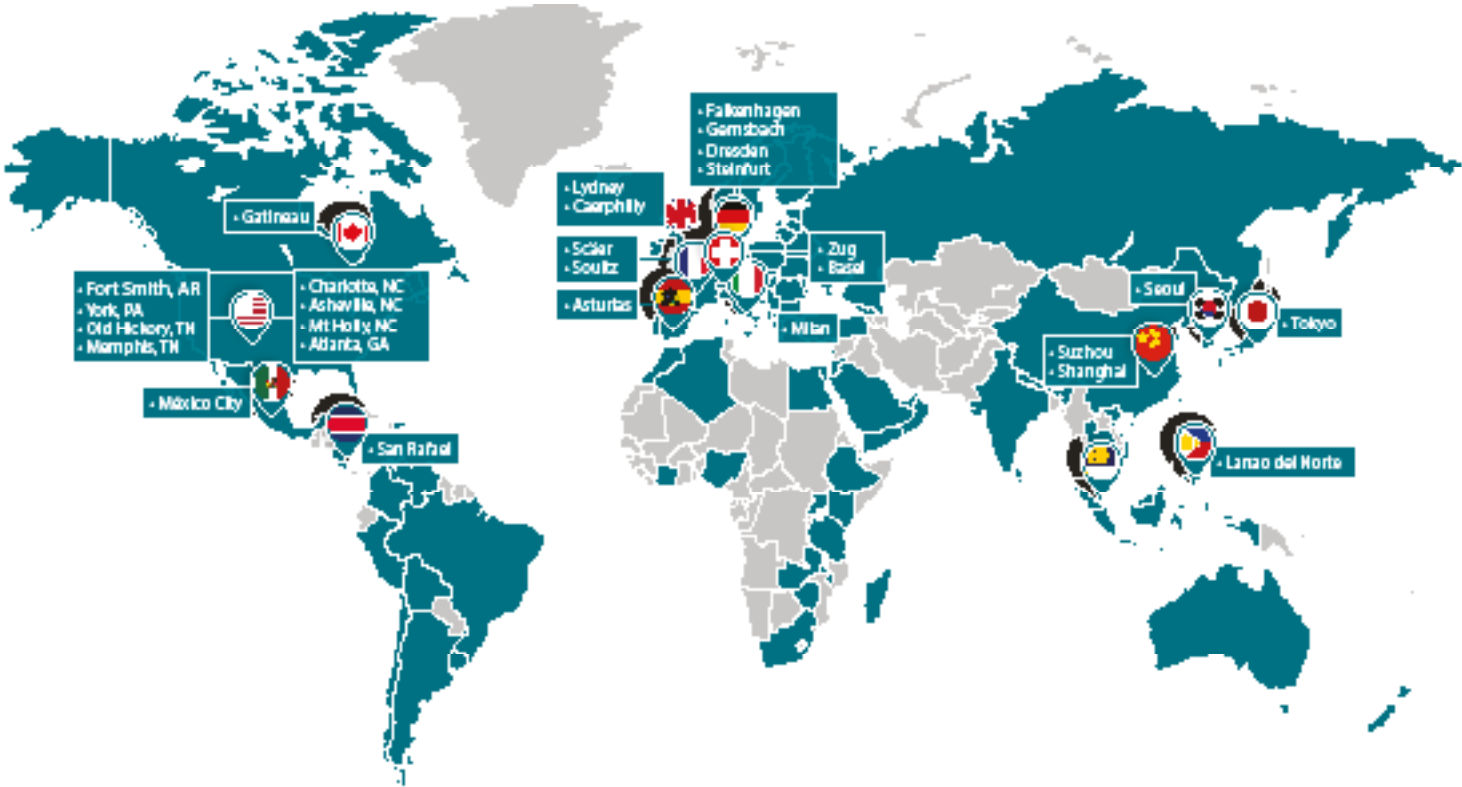 • Falkenhagen
• Gernsbach
• Dresden
• Steinfurt
• Lydney
• Caerphilly
• Gatineau
• Scäer
• Soultz
• Zug
• Basel
• Fort Smith, AR
• York, PA
• Old Hickory, TN
• Memphis, TN
• Charlotte, NC
• Asheville, NC
• Mt Holly, NC
• Atlanta, GA
• Asturias
• Milan
• Seoul
• Tokyo
• Suzhou
• Shanghai
• México City
• San Rafael
• Lanao del Norte